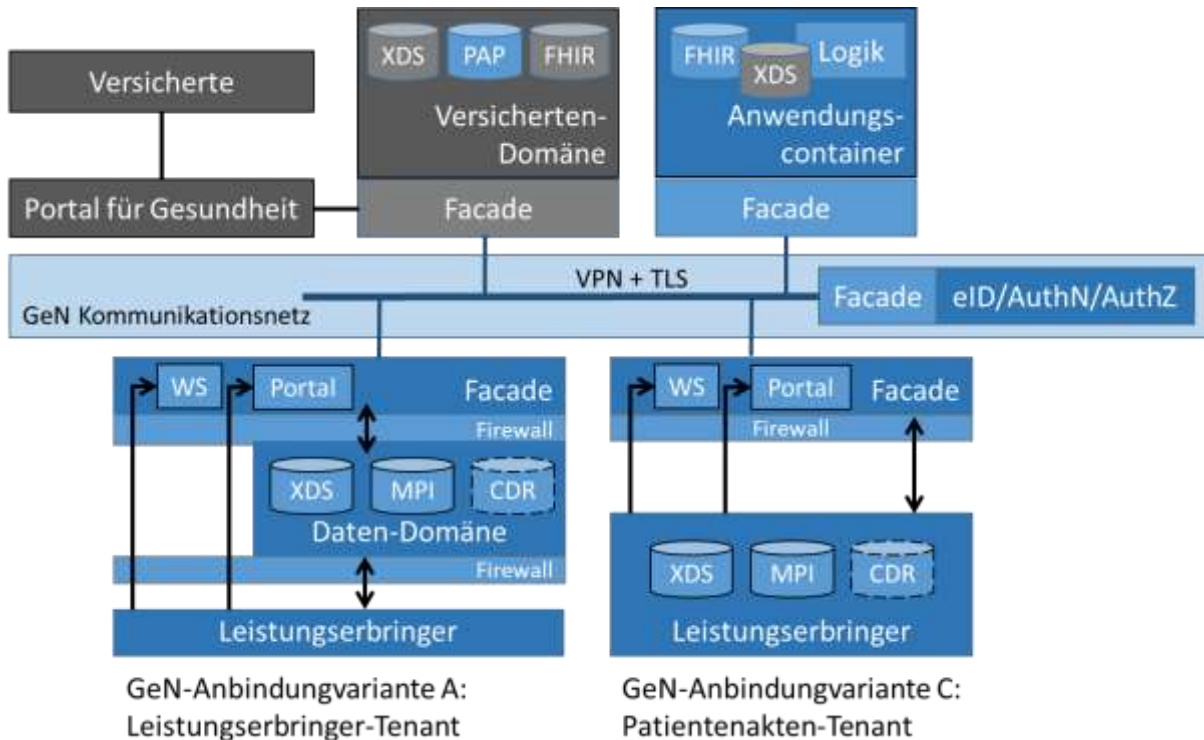 XDS
PAP
FHIR
Versicherten-
Domäne
Facade
FHIR
XDS
Logik
Anwendungs-
container
Facade
Versicherte
Portal für Gesundheit
VPN + TLS
GeN Kommunikationsnetz
Facade
eID/AuthN/AuthZ
WS
Portal
Facade
Firewall
XDS
MPI
CDR
Daten-Domäne
Firewall
Leistungserbringer
GeN-Anbindungvariante A:
Leistungserbringer-Tenant
WS
Portal
Facade
Firewall
XDS
MPI
CDR
Leistungserbringer
GeN-Anbindungvariante C:
Patientenakten-Tenant